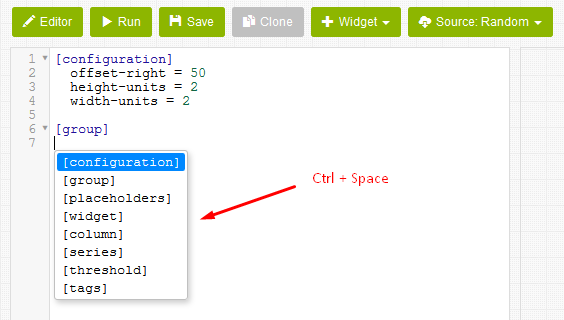 Editor Run Save Clone Widget Source: Random
1 [configuration]
2 offset-right = 50
3 height-units = 2
4 width-units = 2
5
6 [group]
7
[configuration]
[group]
[placeholders]
[widget]
[column]
[series]
[threshold]
[tags]
Ctrl + Space